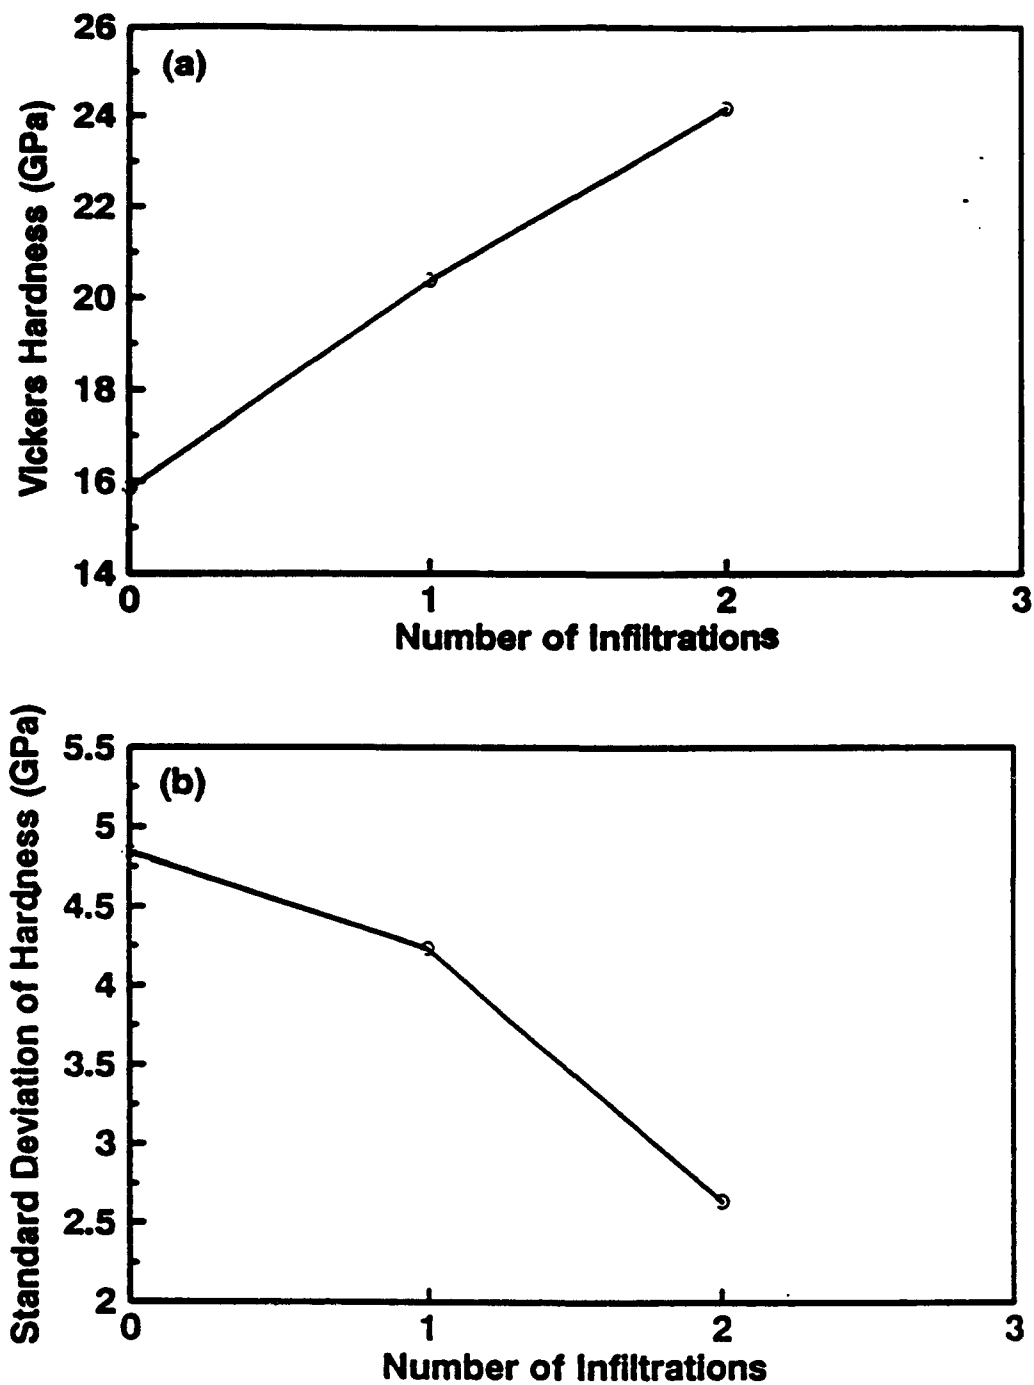 (a)
Vickers Hardness (GPa)
26
24
22
20
18
16
14
0 1 2 3
Number of Infiltrations
(b)
Standard Deviation of Hardness (GPa)
5.5
5
4.5
4
3.5
3
2.5
2
0 1 2 3
Number of Infiltrations